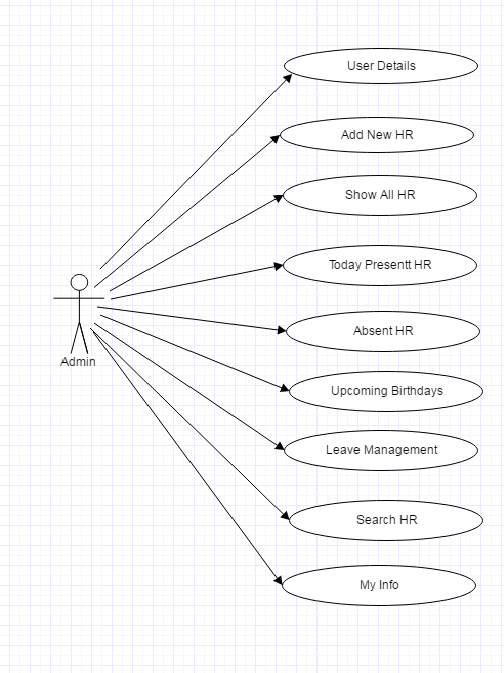 User Details
Add New HR
Show All HR
Today Presentt HR
Absent HR
Admin
Upcoming Birthdays
Leave Management
Search HR
My Info